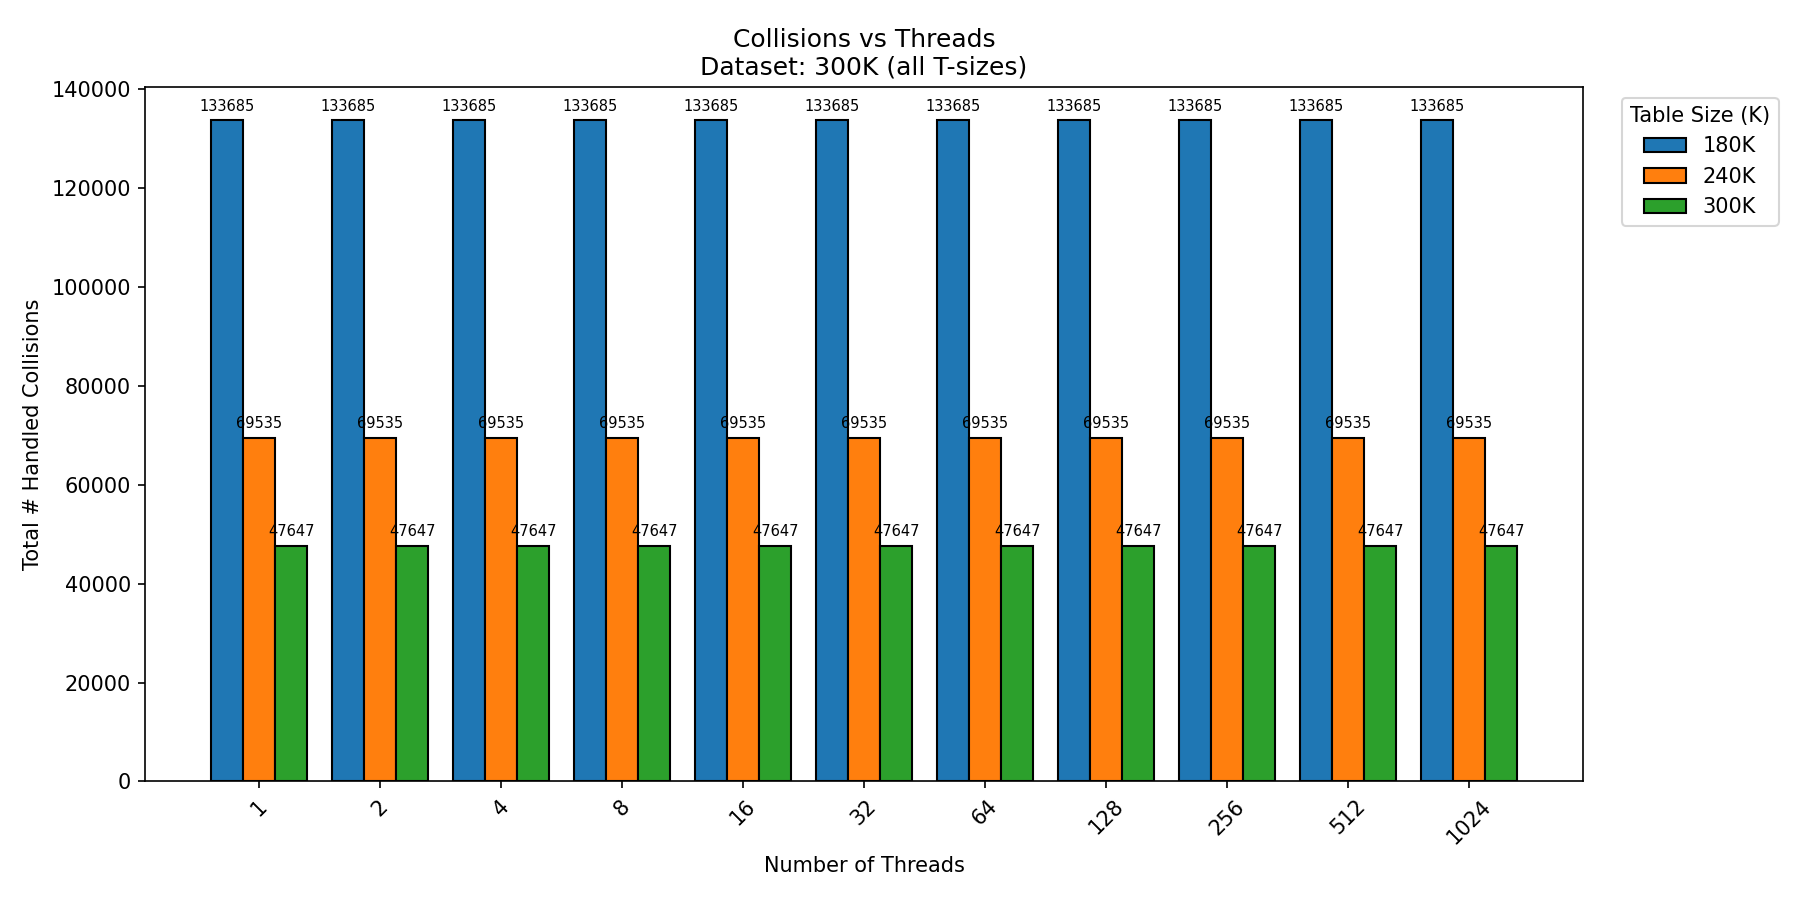 Collisions vs Threads
Dataset: 300K (all T-sizes)
Total # Handled Collisions
140000
120000
100000
80000
60000
40000
20000
0
133685 133685 133685 133685 133685 133685 133685 133685 133685 133685 133685
69535 69535 69535 69535 69535 69535 69535 69535 69535 69535 69535
47647 47647 47647 47647 47647 47647 47647 47647 47647 47647 47647
1 2 4 8 16 32 64 128 256 512 1024
Number of Threads
Table Size (K)
180K
240K
300K